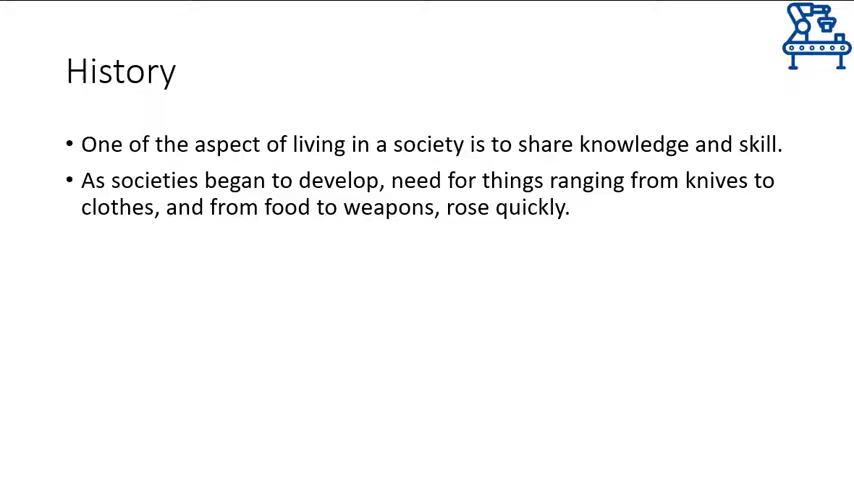 History
• One of the aspect of living in a society is to share knowledge and skill.
• As societies began to develop, need for things ranging from knives to
clothes, and from food to weapons, rose quickly.